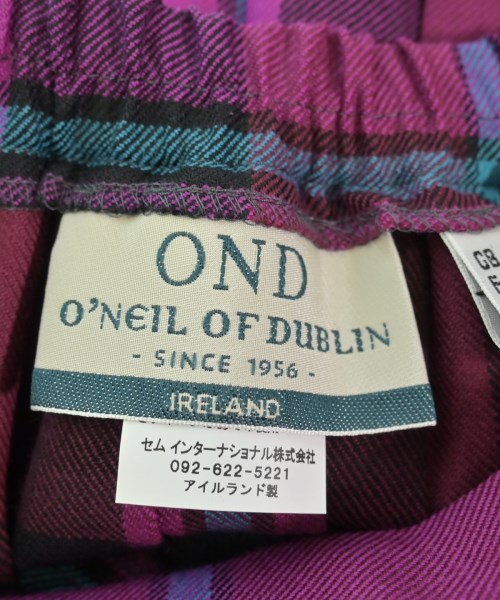 OND
O'NEIL OF DUBLIN
- SINCE 1956 -
IRELAND
セム インターナショナル株式会社
092-622-5221
アイルランド製
GB